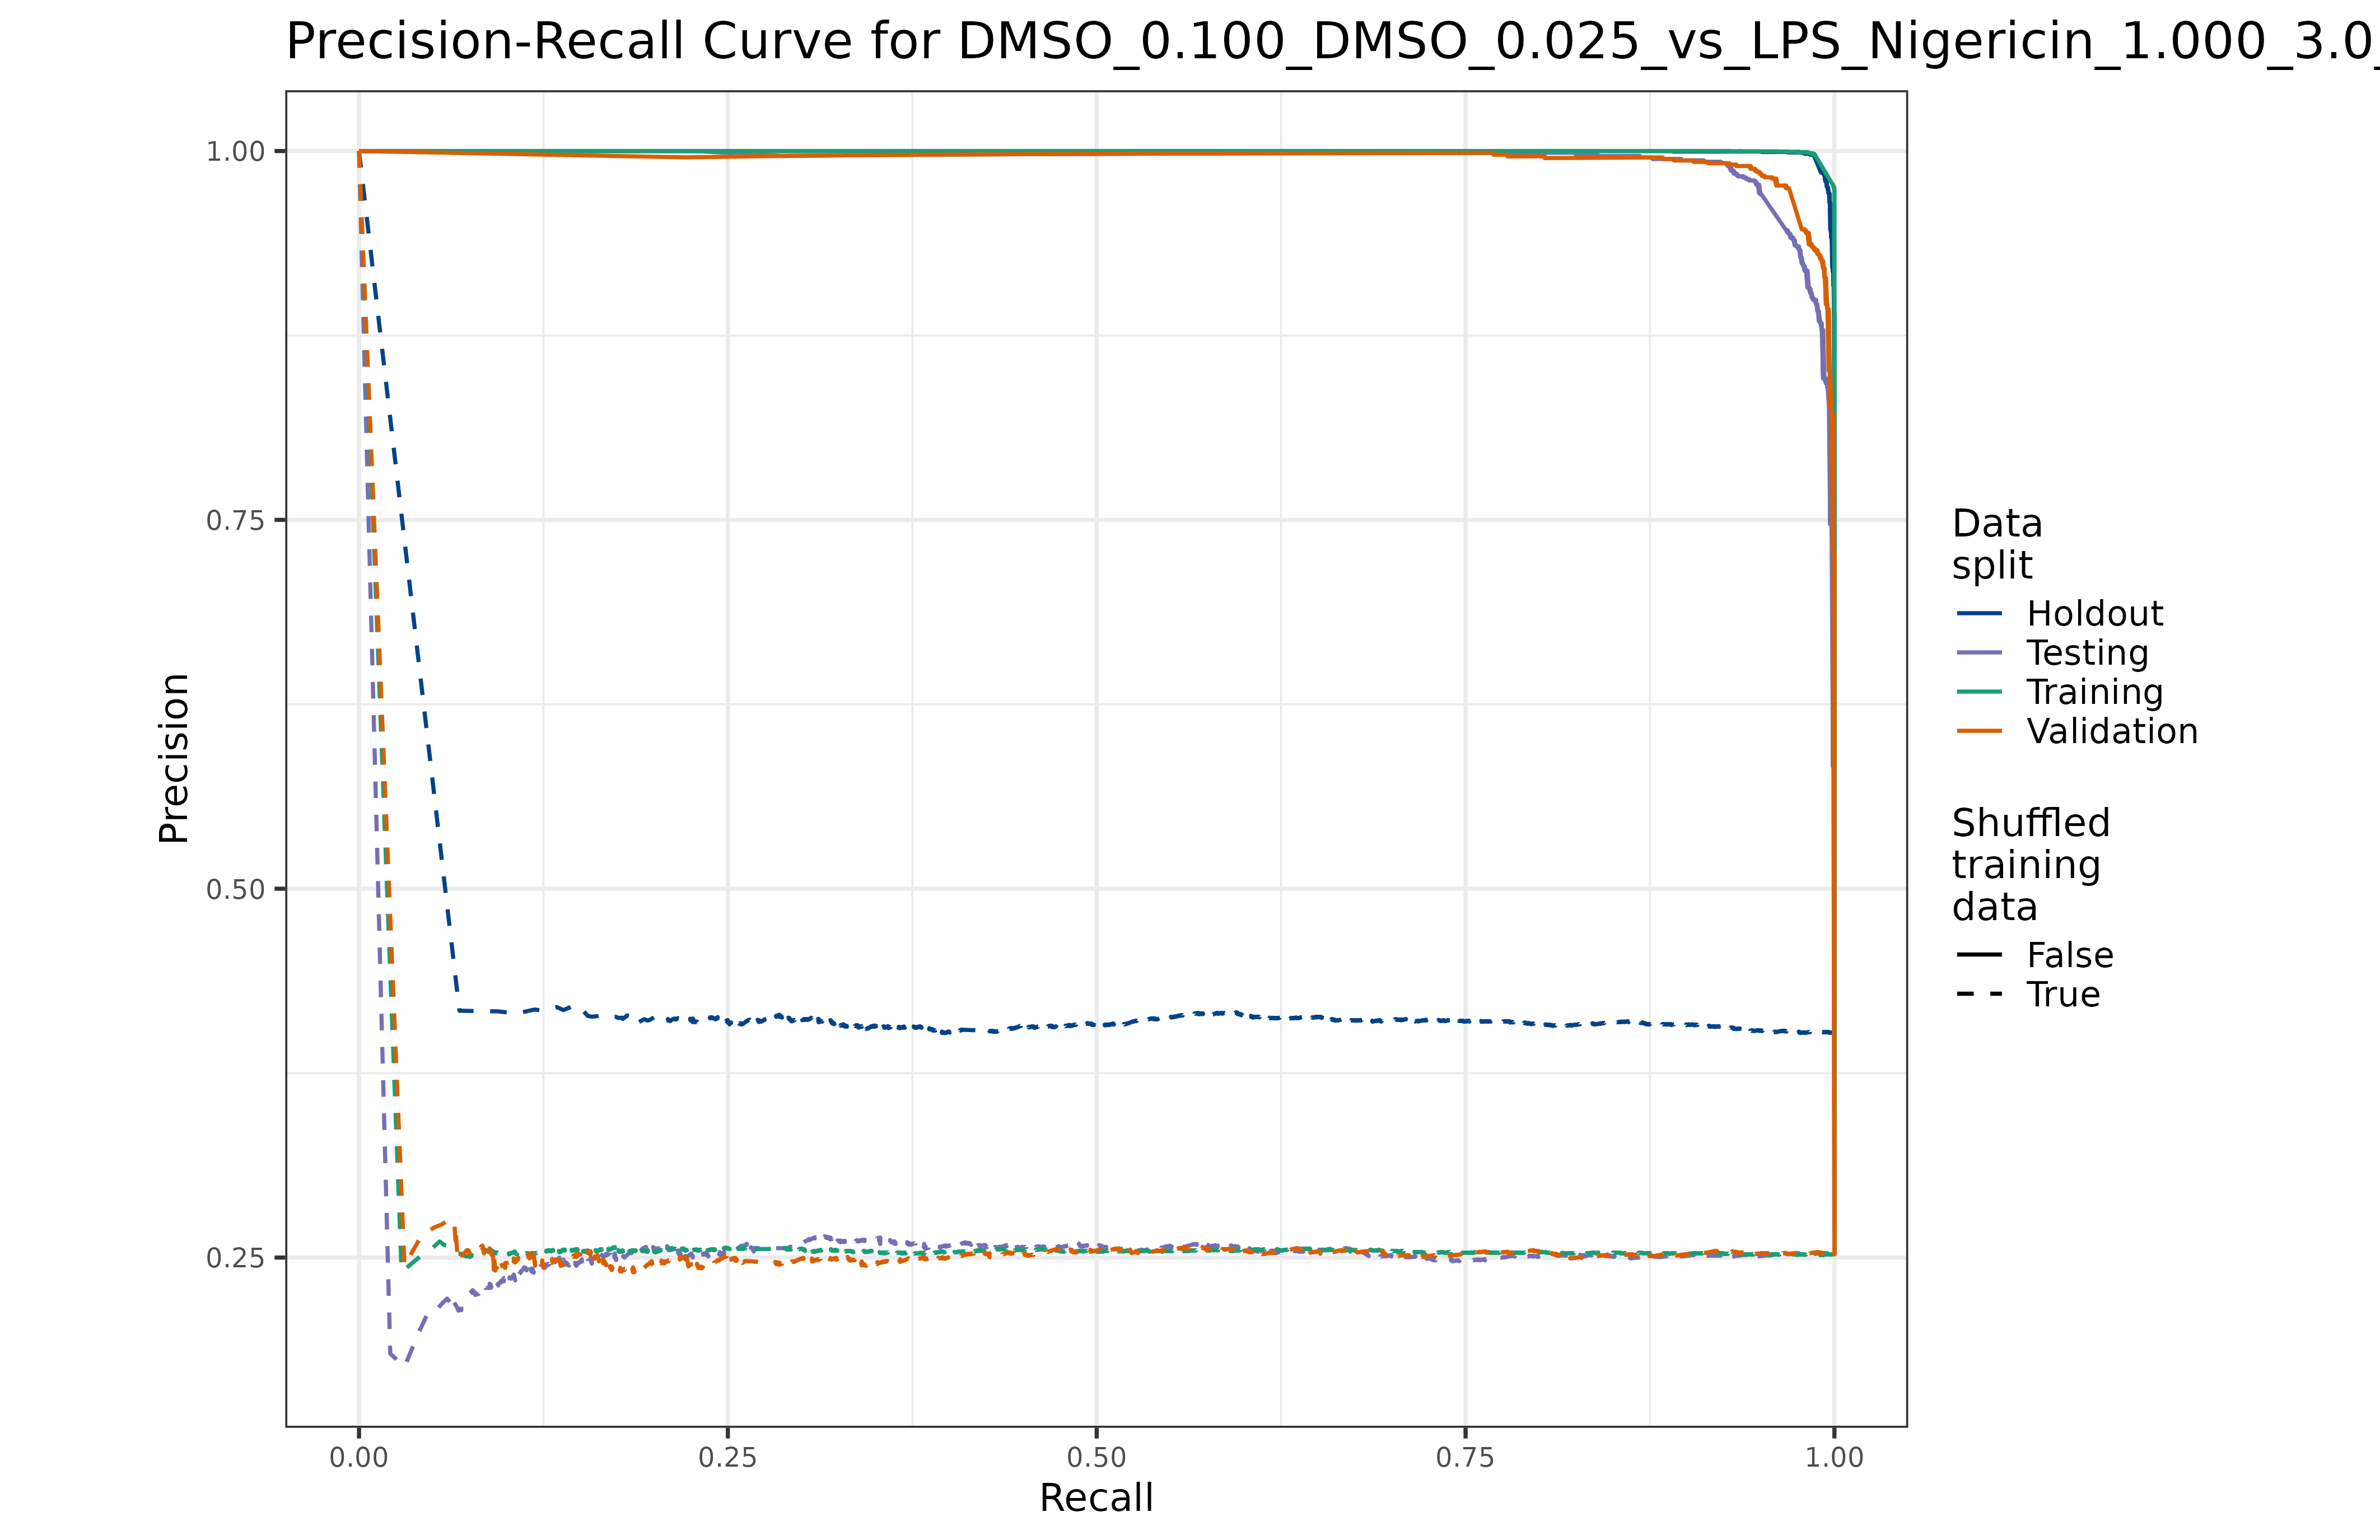 Precision-Recall Curve for DMSO_0.100_DMSO_0.025_vs_LPS_Nigericin_1.000_3.0_
1.00
0.75
0.50
0.25
Precision
0.00
0.25
0.50
0.75
1.00
Recall
Data
split
Holdout
Testing
Training
Validation
Shuffled
training
data
False
True